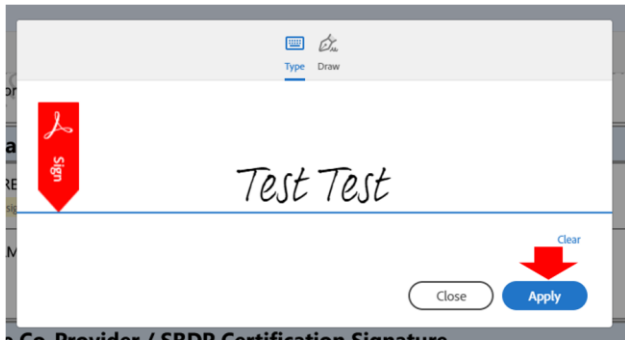 Type Draw
Sign
Test Test
Clear
Close Apply
e Co-Provider / SBDP Certification Signature